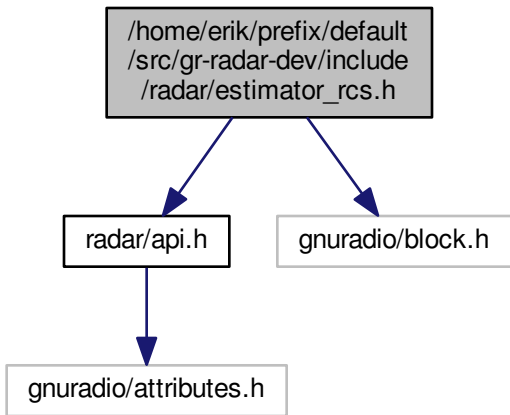 /home/erik/prefix/default
/src/gr-radar-dev/include
/radar/estimator_rcs.h
radar/api.h
gnuradio/block.h
gnuradio/attributes.h